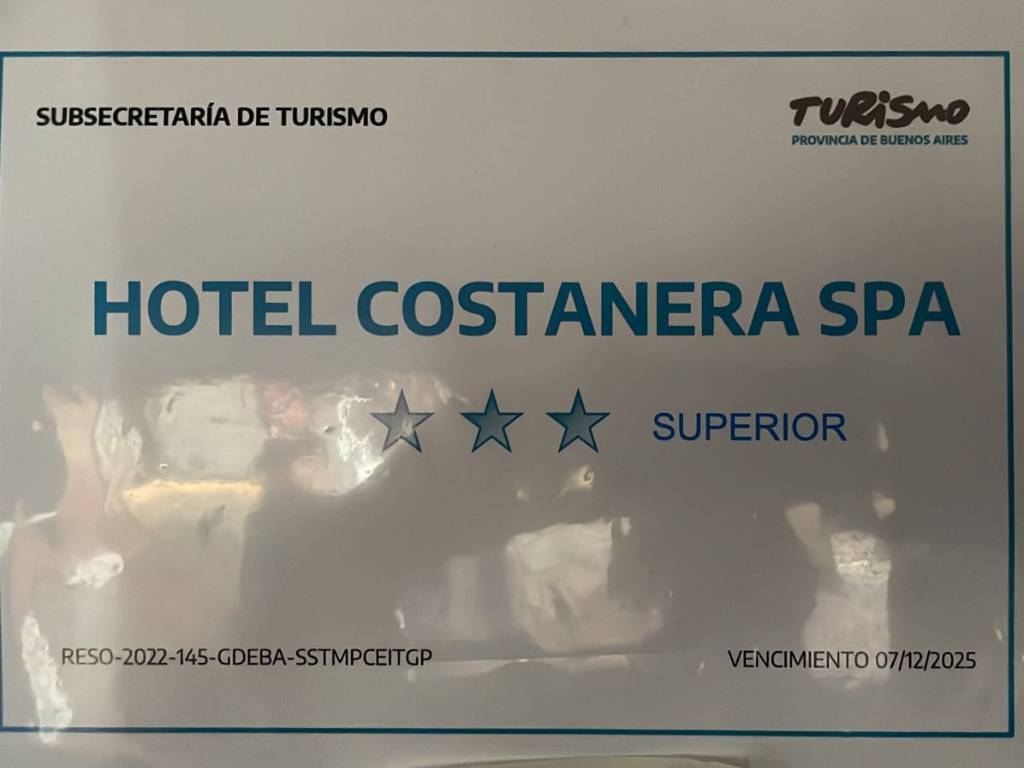 SUBSECRETARÍA DE TURISMO
TURiSmo
PROVINCIA DE BUENOS AIRES
HOTEL COSTANERA SPA
SUPERIOR
RESO-2022-145-GDEBA-SSTMPCEITGP
VENCIMIENTO 07/12/2025